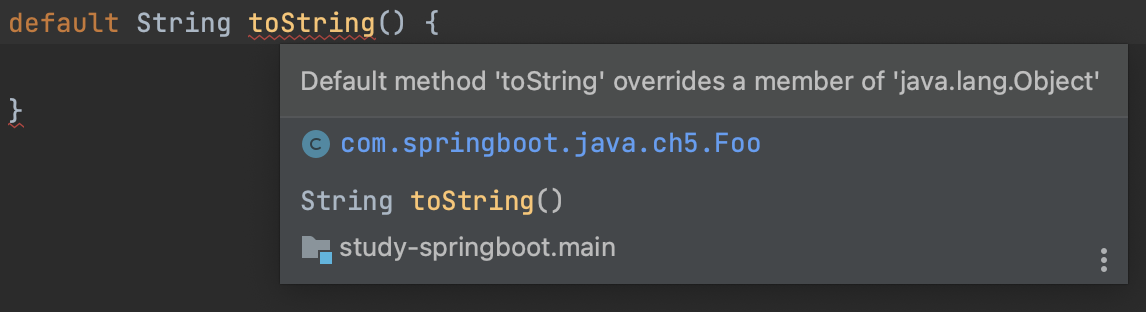 default String toString() {
Default method 'toString' overrides a member of 'java.lang.Object'
}
C com.springboot.java.ch5.Foo
String toString()
study-springboot.main